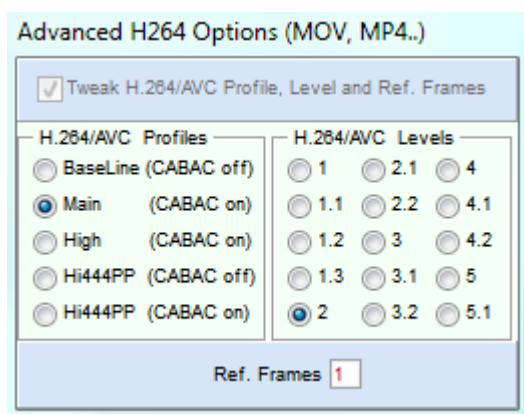 Advanced H264 Options (MOV, MP4..)
Tweak H.264/AVC Profile, Level and Ref. Frames
H.264/AVC Profiles
BaseLine (CABAC off)
Main (CABAC on)
High (CABAC on)
Hi444PP (CABAC off)
Hi444PP (CABAC on)
H.264/AVC Levels
1 2.1 4
1.1 2.2 4.1
1.2 3 4.2
1.3 3.1 5
2 3.2 5.1
Ref. Frames 1